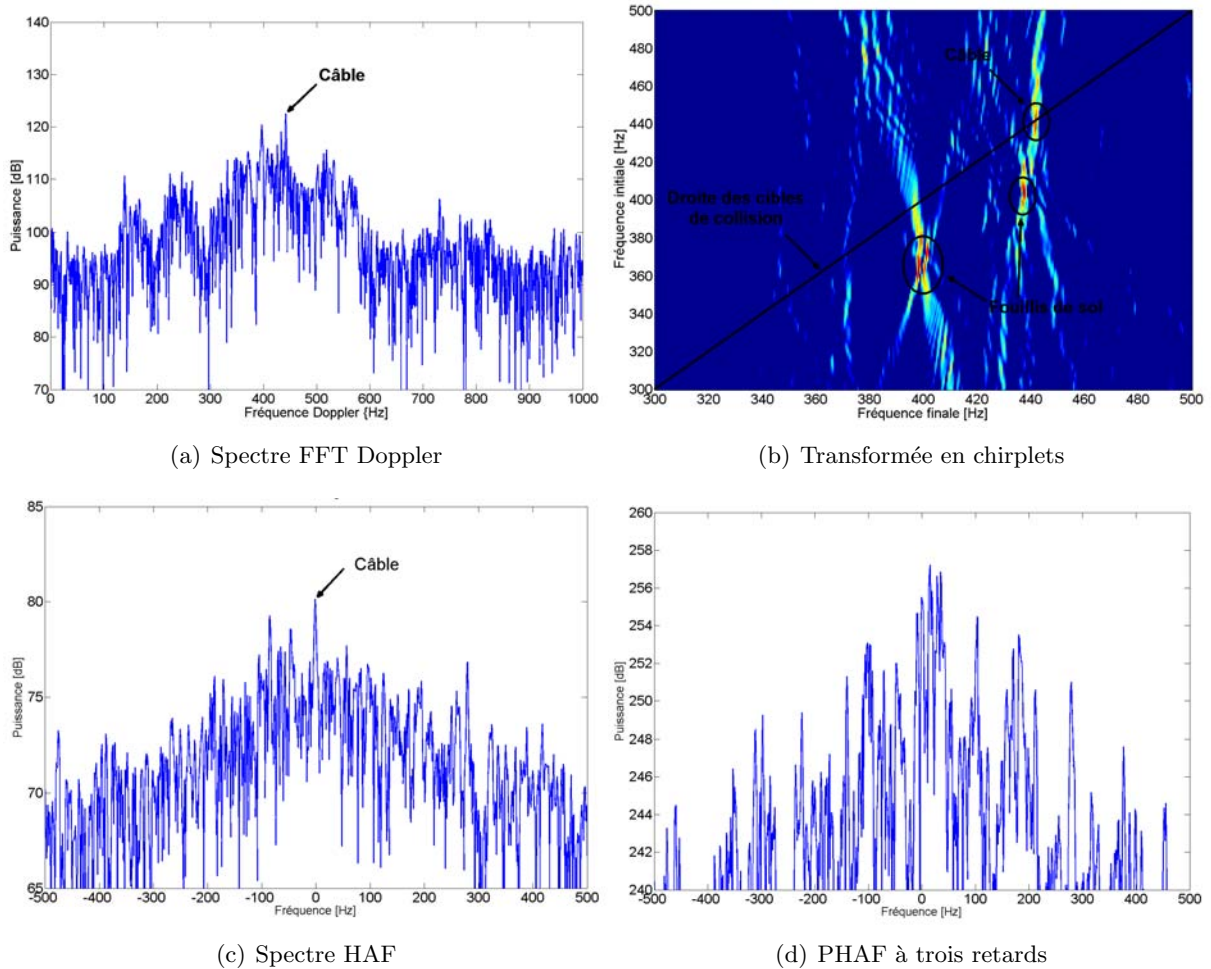 140
130
120
110
100
90
80
70
0 100 200 300 400 500 600 700 800 900 1000
Puissance [dB]
Fréquence Doppler {Hz]
Câble
(a) Spectre FFT Doppler
500
480
460
440
420
400
380
360
340
320
300
300 320 340 360 380 400 420 440 460 480 500
Fréquence initiale [Hz]
Fréquence finale [Hz]
Câble
Droite des cibles
de collision
Fouillis de sol
(b) Transformée en chirplets
85
80
75
70
65
-500 -400 -300 -200 -100 0 100 200 300 400 500
Puissance [dB]
Fréquence [Hz]
Câble
(c) Spectre HAF
260
258
256
254
252
250
248
246
244
242
240
-500 -400 -300 -200 -100 0 100 200 300 400 500
Puissance [dB]
Fréquence [Hz]
(d) PHAF à trois retards